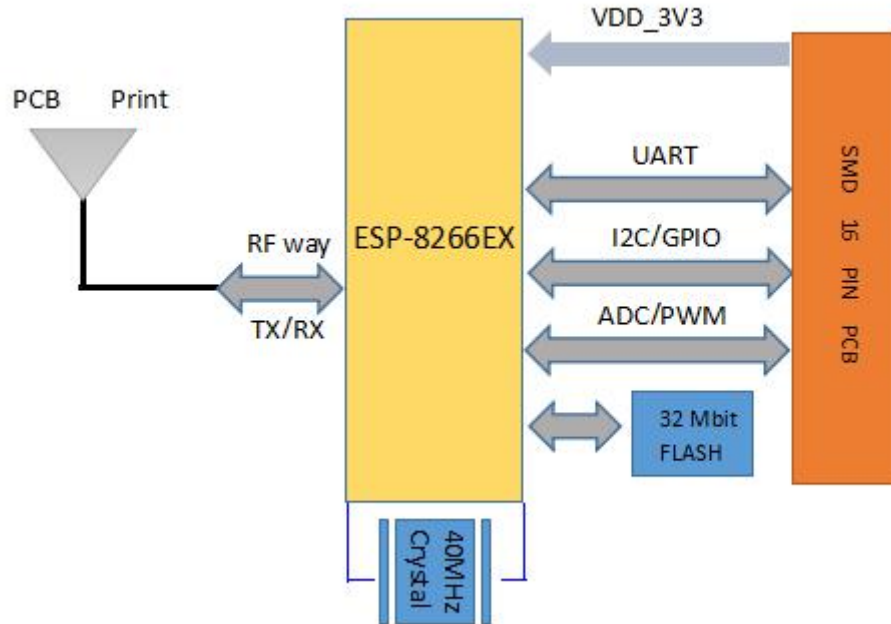 VDD_3V3
PCB Print
UART
RF way
ESP-8266EX
I2C/GPIO
TX/RX
ADC/PWM
SMD 16 PIN PCB
32 Mbit
FLASH
40MHz
Crystal